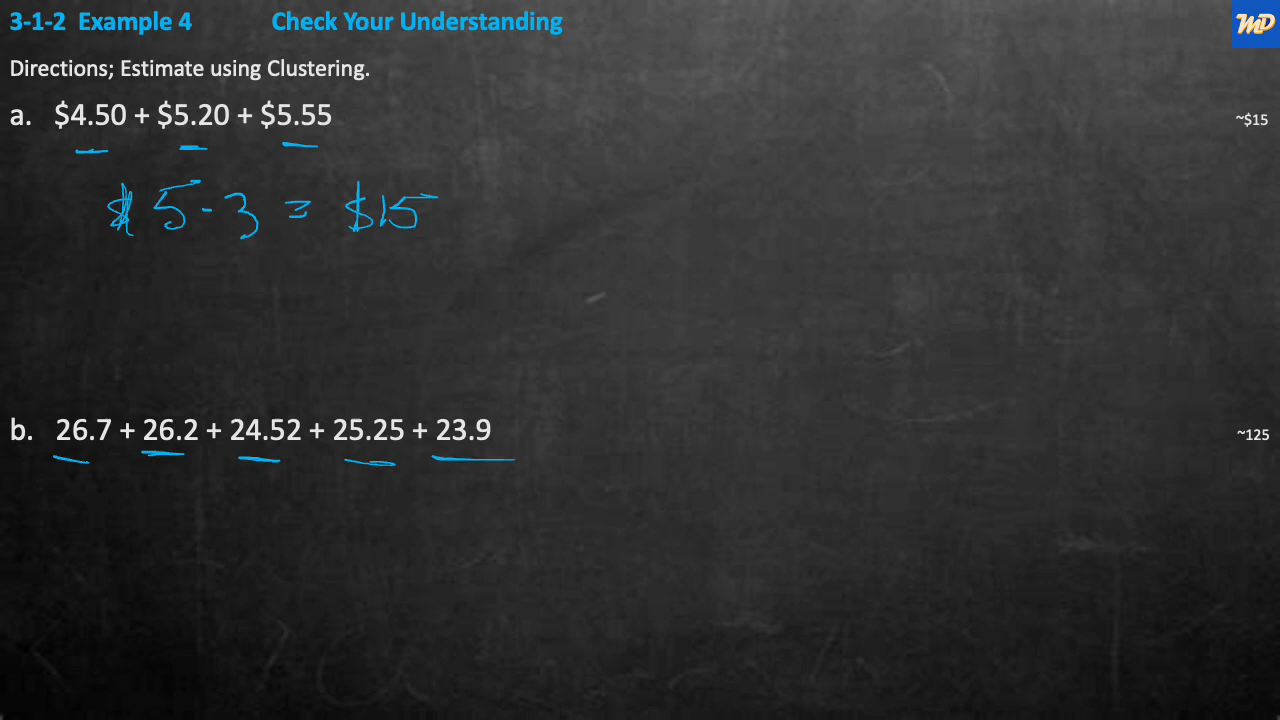 3-1-2 Example 4 Check Your Understanding
MD
Directions; Estimate using Clustering.
a. $4.50 + $5.20 + $5.55 ~$15
$5 · 3 = $15
b. 26.7 + 26.2 + 24.52 + 25.25 + 23.9 ~125